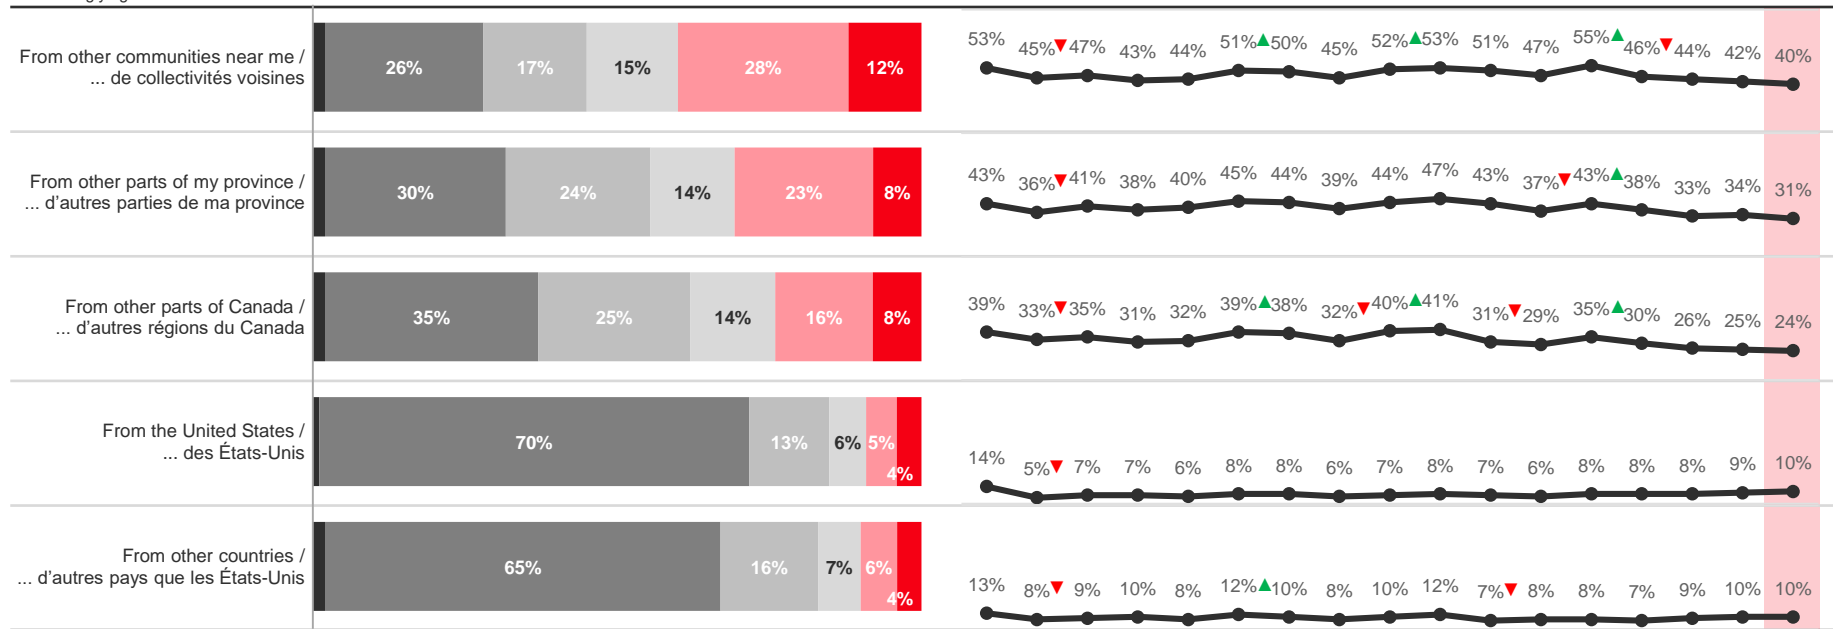 From other communities near me /
... de collectivités voisines
26% 17% 15% 28% 12%
53% 45% 47% 43% 44% 51% 50% 45% 52% 53% 51% 47% 55% 46% 44% 42% 40%
From other parts of my province /
... d'autres parties de ma province
30% 24% 14% 23% 8%
43% 36% 41% 38% 40% 45% 44% 39% 44% 47% 43% 37% 43% 38% 33% 34% 31%
From other parts of Canada /
... d'autres régions du Canada
35% 25% 14% 16% 8%
39% 33% 35% 31% 32% 39% 38% 32% 40% 41% 31% 29% 35% 30% 26% 25% 24%
From the United States /
... des États-Unis
70% 13% 6% 5% 4%
14% 5% 7% 7% 6% 8% 8% 6% 7% 8% 7% 6% 8% 8% 8% 9% 10%
From other countries /
... d'autres pays que les États-Unis
65% 16% 7% 6% 4%
13% 8% 9% 10% 8% 12% 10% 8% 10% 12% 7% 8% 8% 7% 9% 10% 10%